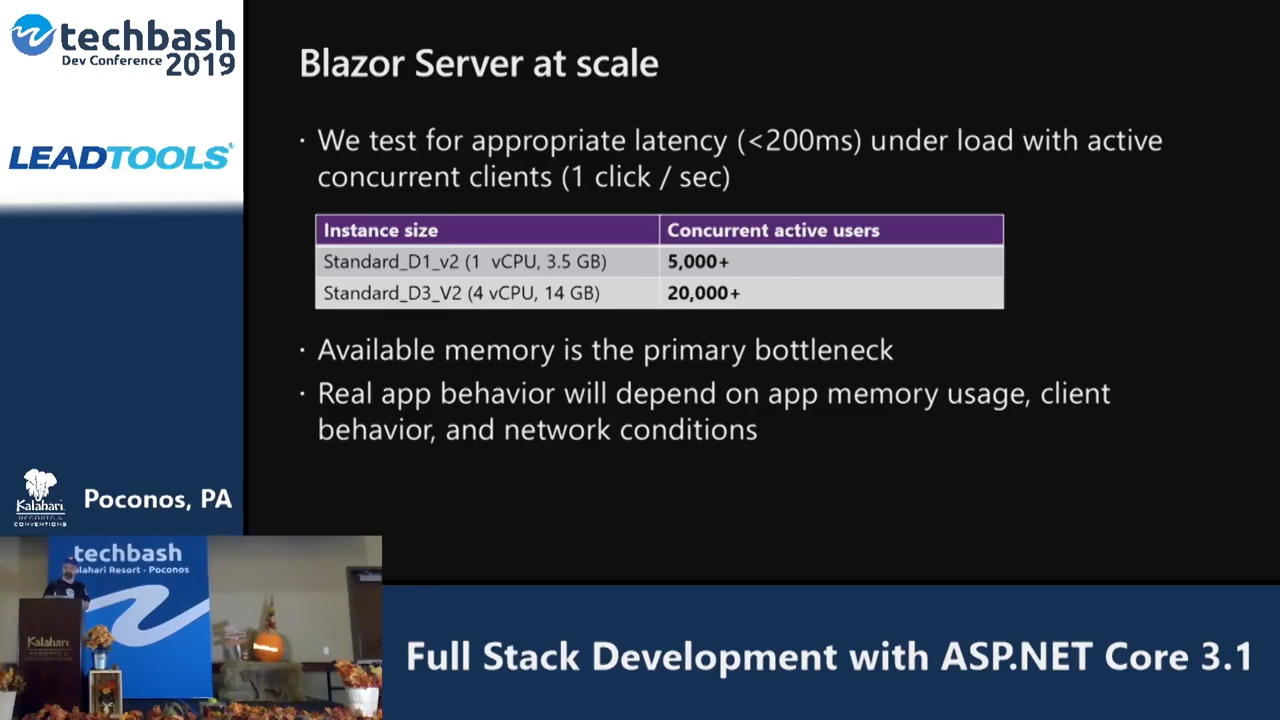 techbash
Dev Conference 2019
LEADTOOLS
Blazor Server at scale
· We test for appropriate latency (<200ms) under load with active
concurrent clients (1 click / sec)
Instance size Concurrent active users
Standard_D1_v2 (1 vCPU, 3.5 GB) 5,000+
Standard_D3_V2 (4 vCPU, 14 GB) 20,000+
· Available memory is the primary bottleneck
· Real app behavior will depend on app memory usage, client
behavior, and network conditions
Kalahari
RESORTS &
CONVENTIONS
Poconos, PA
techbash
alahari Resort - Poconos
Kalahari
Full Stack Development with ASP.NET Core 3.1